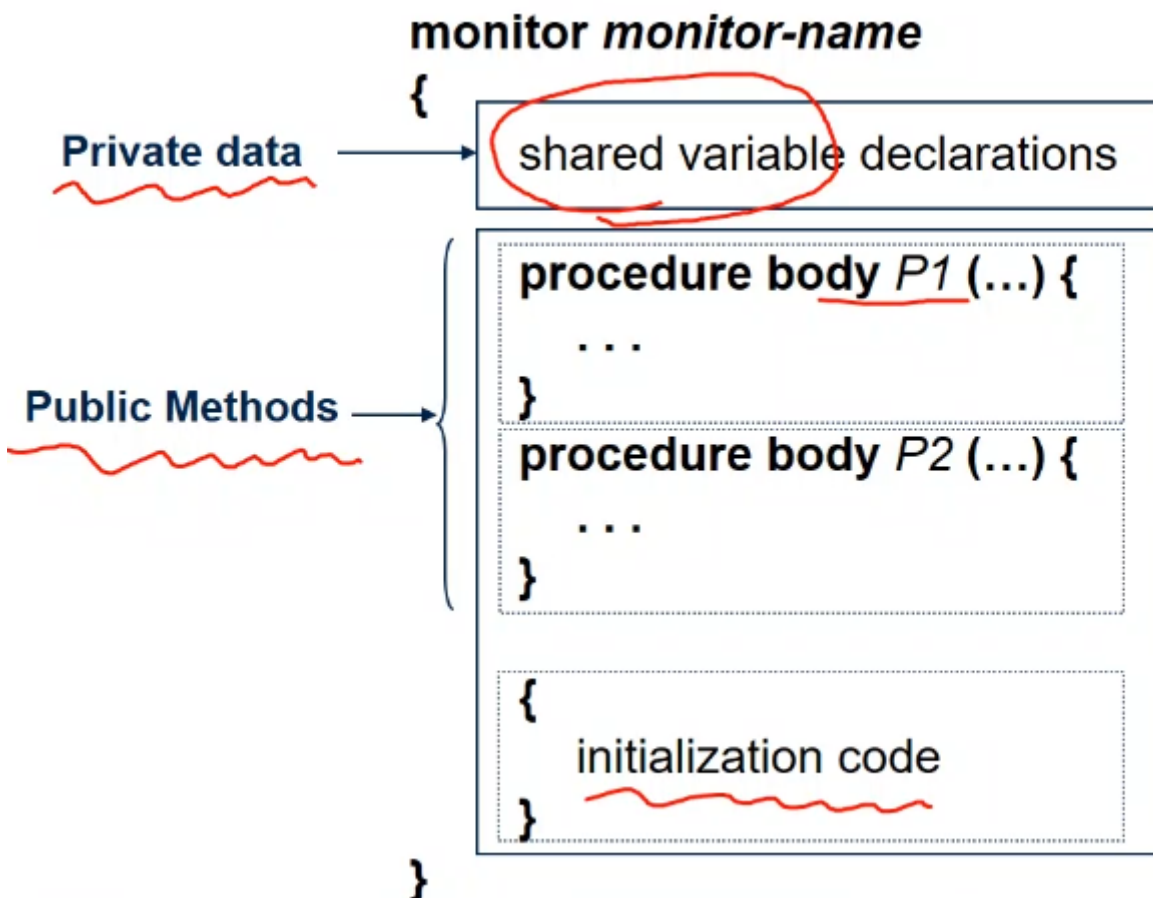 monitor monitor-name
{
Private data
shared variable declarations
procedure body P1 (...) {
. . .
}
Public Methods
procedure body P2 (...) {
. . .
}
{
initialization code
}
}